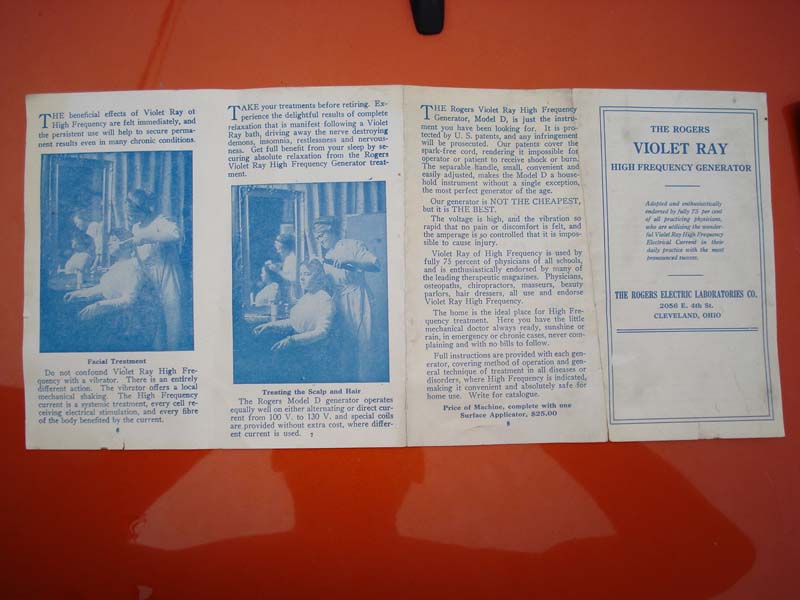 THE beneficial effects of Violet Ray of
High Frequency are felt immediately, and
the persistent use will help to secure perma-
nent results even in many chronic conditions.
Facial Treatment
Do not confound Violet Ray High Fre-
quency with a vibrator. There is an entirely
different action. The vibrator offers a local
mechanical shaking. The High Frequency
current is a systemic treatment, every cell re-
ceiving electrical stimulation, and every fibre
of the body benefited by the current.
6
TAKE your treatments before retiring. Ex-
perience the delightful results of complete
relaxation that is manifest following a Violet
Ray bath, driving away the nerve destroying
demons, insomnia, restlessness and nervous-
ness. Get full benefit from your sleep by se-
curing absolute relaxation from the Rogers
Violet Ray High Frequency Generator treat-
ment.
Treating the Scalp and Hair
The Rogers Model D generator operates
equally well on either alternating or direct cur-
rent from 100 V. to 130 V. and special coils
are provided without extra cost, where differ-
ent current is used.
7
THE Rogers Violet Ray High Frequency
Generator, Model D, is just the instru-
ment you have been looking for. It is pro-
tected by U. S. patents, and any infringement
will be prosecuted. Our patents cover the
spark-free cord, rendering it impossible for
operator or patient to receive shock or burn.
The separable handle, small, convenient and
easily adjusted, makes the Model D a house-
hold instrument without a single exception,
the most perfect generator of the age.
Our generator is NOT THE CHEAPEST,
but it is THE BEST.
The voltage is high, and the vibration so
rapid that no pain or discomfort is felt, and
the amperage is so controlled that it is impos-
sible to cause injury.
Violet Ray of High Frequency is used by
fully 75 percent of physicians of all schools,
and is enthusiastically endorsed by many of
the leading therapeutic magazines. Physicians,
osteopaths, chiropractors, masseurs, beauty
parlors, hair dressers, all use and endorse
Violet Ray High Frequency.
The home is the ideal place for High Fre-
quency treatment. Here you have the little
mechanical doctor always ready, sunshine or
rain, in emergency or chronic cases, never com-
plaining and with no bills to follow.
Full instructions are provided with each gen-
erator, covering method of operation and gen-
eral technique of treatment in all diseases or
disorders, where High Frequency is indicated,
making it convenient and absolutely safe for
home use. Write for catalogue.
Price of Machine, complete with one
Surface Applicator, $25.00
8
THE ROGERS
VIOLET RAY
HIGH FREQUENCY GENERATOR
Adopted and enthusiastically
endorsed by fully 75 per cent
of all practicing physicians,
who are utilizing the wonder-
ful Violet Ray High Frequency
Electrical Current in their
daily practice with the most
pronounced success.
THE ROGERS ELECTRIC LABORATORIES CO.
2056 E. 4th St.
CLEVELAND, OHIO